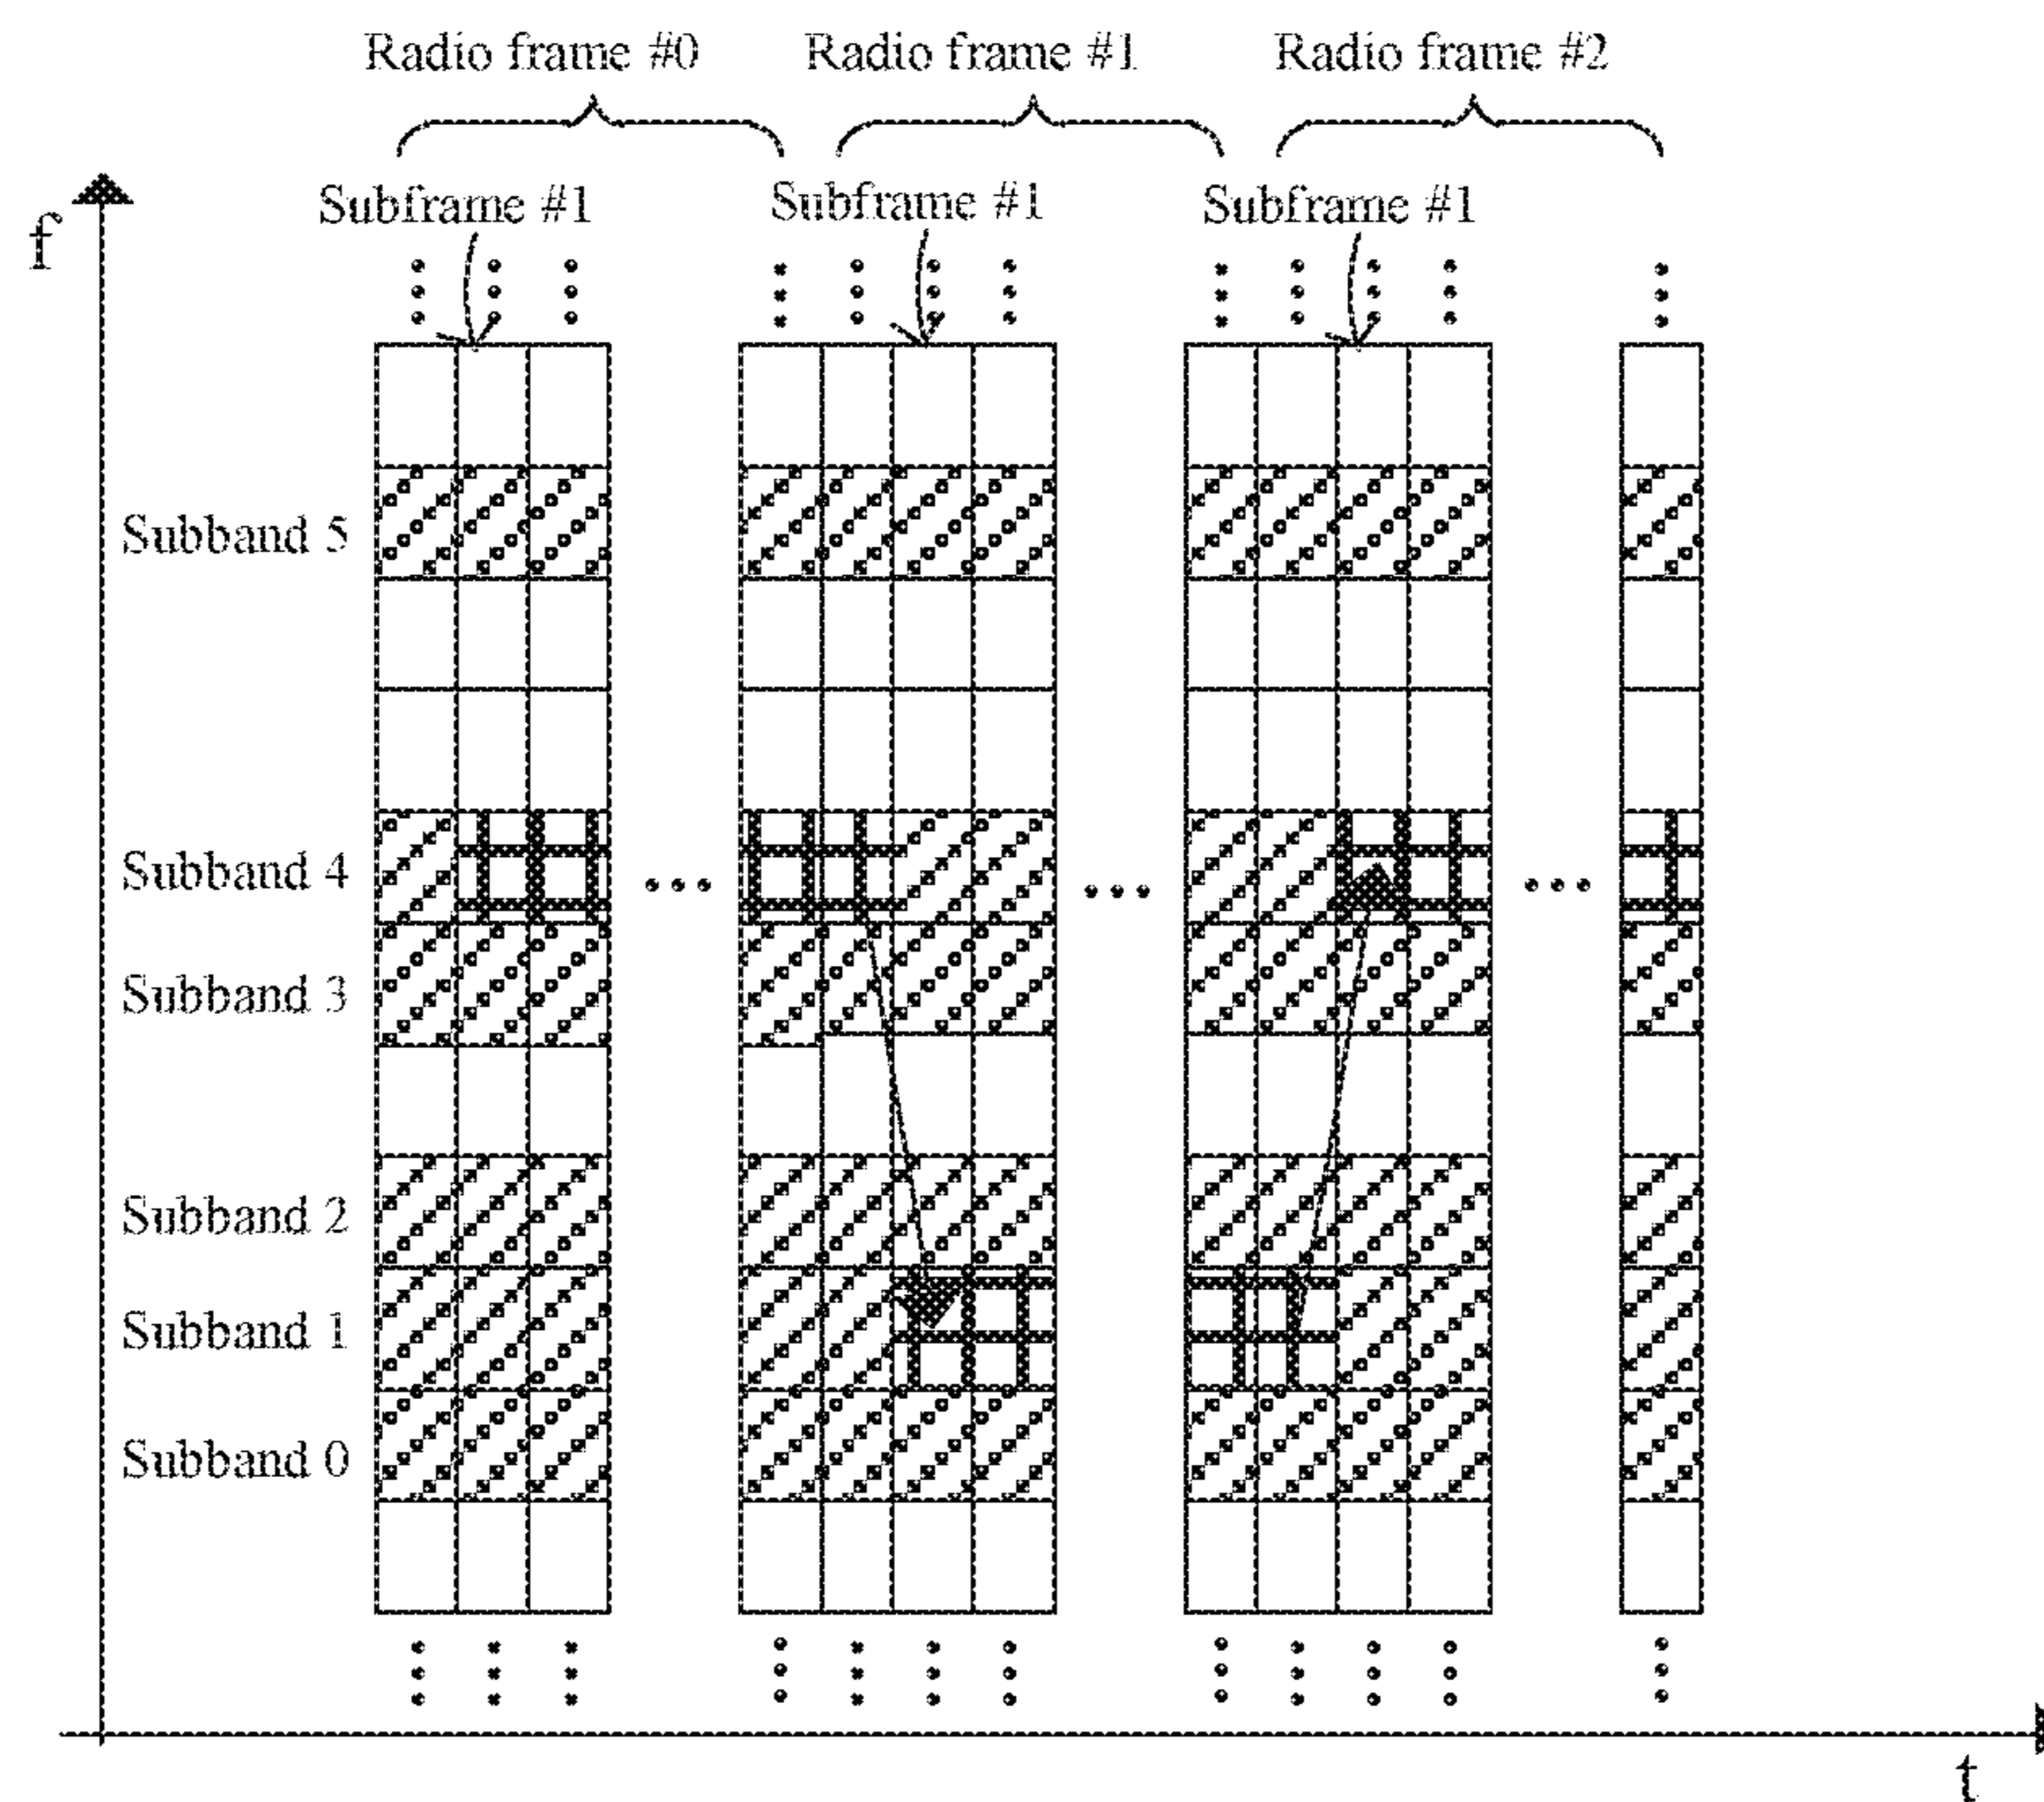 Radio frame #0 Radio frame #1 Radio frame #2
Subframe #1 Subframe #1 Subframe #1
f
Subband 5
Subband 4
Subband 3
Subband 2
Subband 1
Subband 0
t